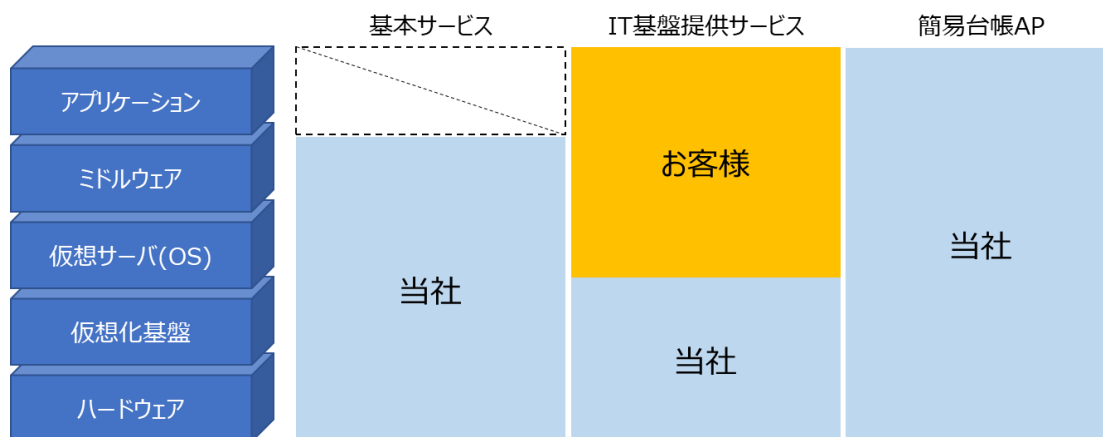 基本サービス
IT基盤提供サービス
簡易台帳AP
アプリケーション
ミドルウェア
仮想サーバ(OS)
仮想化基盤
ハードウェア
当社
お客様
当社
当社